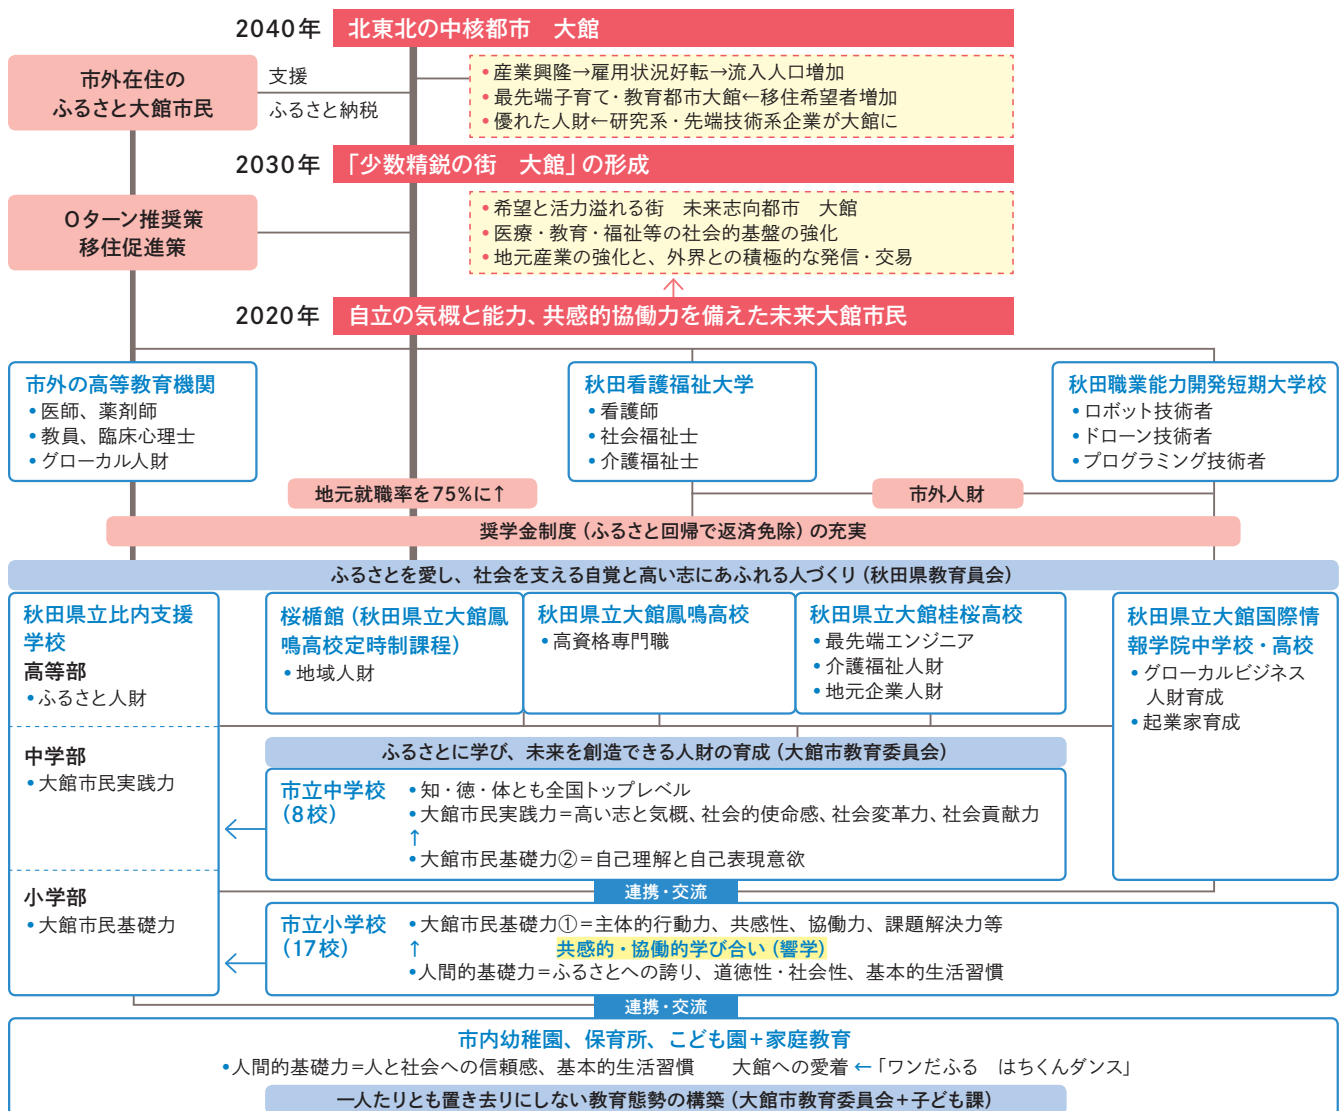 2040年 北東北の中核都市　大館
市外在住の
ふるさと大館市民
支援
ふるさと納税
•産業興隆→雇用状況好転→流入人口増加
•最先端子育て・教育都市大館←移住希望者増加
•優れた人財←研究系・先端技術系企業が大館に
2030年 「少数精鋭の街　大館」の形成
Oターン推奨策
移住促進策
•希望と活力溢れる街　未来志向都市　大館
•医療・教育・福祉等の社会的基盤の強化
•地元産業の強化と、外界との積極的な発信・交易
↑
2020年 自立の気概と能力、共感的協働力を備えた未来大館市民
市外の高等教育機関
•医師、薬剤師
•教員、臨床心理士
•グローカル人財
秋田看護福祉大学
•看護師
•社会福祉士
•介護福祉士
秋田職業能力開発短期大学校
•ロボット技術者
•ドローン技術者
•プログラミング技術者
地元就職率を75%に↑
市外人財
奨学金制度（ふるさと回帰で返済免除）の充実
ふるさとを愛し、社会を支える自覚と高い志にあふれる人づくり（秋田県教育員会）
秋田県立比内支援
学校
高等部
•ふるさと人財
中学部
•大館市民実践力
小学部
•大館市民基礎力
桜楯館（秋田県立大館鳳
鳴高校定時制課程）
•地域人財
秋田県立大館鳳鳴高校
•高資格専門職
秋田県立大館桂桜高校
•最先端エンジニア
•介護福祉人財
•地元企業人財
秋田県立大館国際情
報学院中学校・高校
•グローカルビジネス
人財育成
•起業家育成
ふるさとに学び、未来を創造できる人財の育成（大館市教育委員会）
市立中学校
（8校）
•知・徳・体とも全国トップレベル
•大館市民実践力＝高い志と気概、社会的使命感、社会変革力、社会貢献力
↑
•大館市民基礎力②＝自己理解と自己表現意欲
連携・交流
市立小学校
（17校）
•大館市民基礎力①＝主体的行動力、共感性、協働力、課題解決力等
↑ 共感的・協働的学び合い（響学）
•人間的基礎力＝ふるさとへの誇り、道徳性・社会性、基本的生活習慣
連携・交流
市内幼稚園、保育所、こども園＋家庭教育
•人間的基礎力＝人と社会への信頼感、基本的生活習慣　大館への愛着←「ワンだふる　はちくんダンス」
一人たりとも置き去りにしない教育態勢の構築（大館市教育委員会＋子ども課）